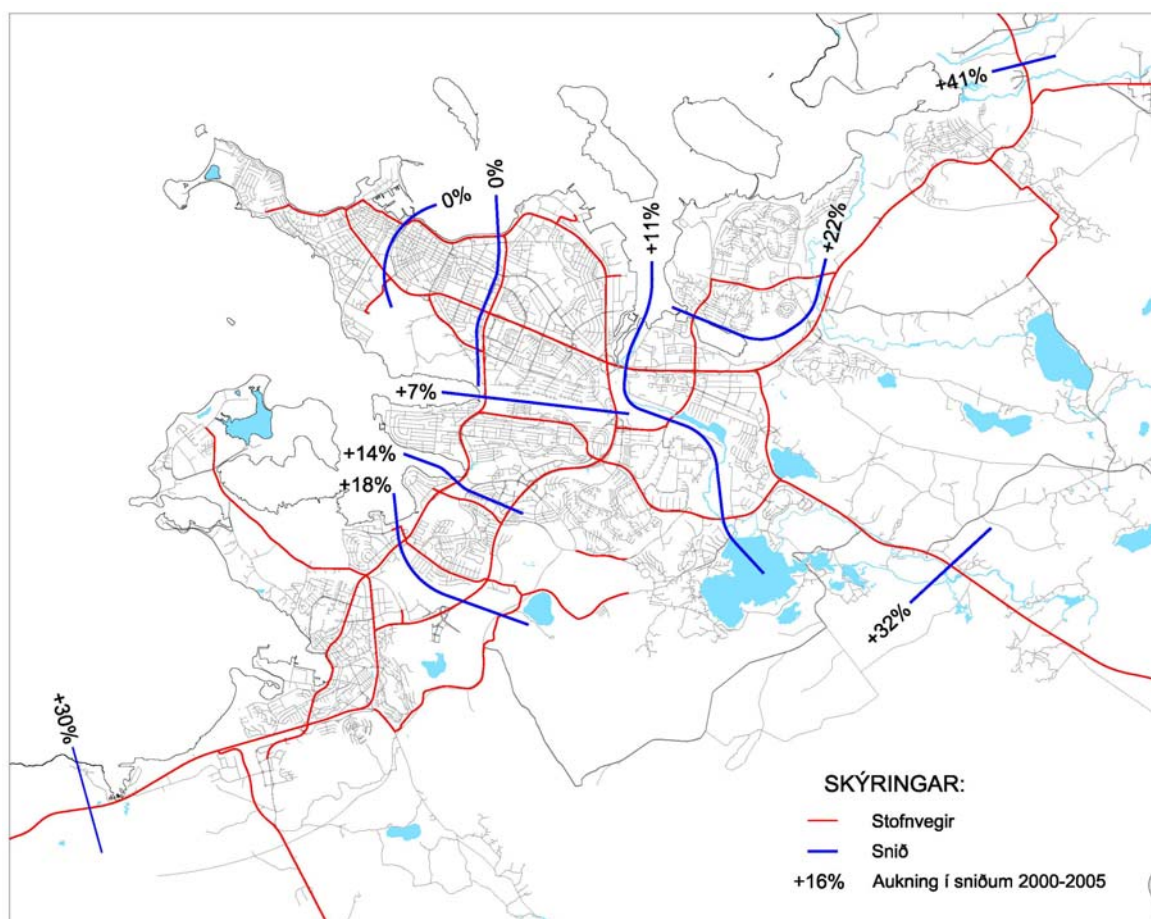 +41%
0%
0%
+11%
+22%
+7%
+14%
+18%
+32%
+30%
SKÝRINGAR:
Stofnvegir
Snið
+16% Aukning í sniðum 2000-2005